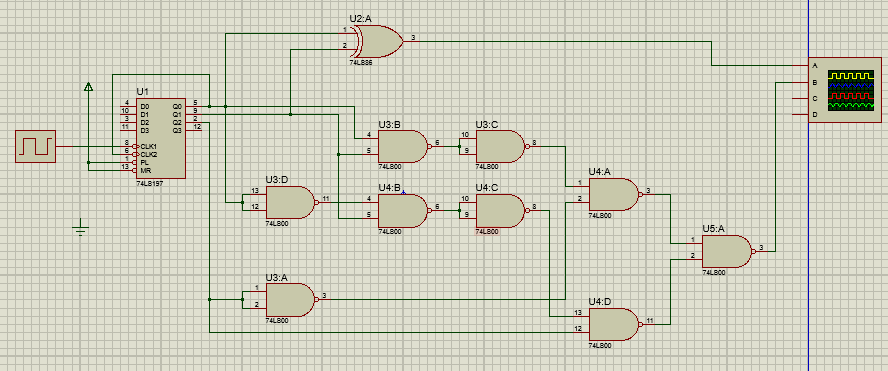 U2:A
1
2
3
74LS86
U1
4 D0 Q0 5
10 D1 Q1 9
3 D2 Q2 2
11 D3 Q3 12
8 CLK1
6 CLK2
1 PL
13 MR
74LS197
A
B
C
D
U3:B
4
5
6
74LS00
U3:C
10
9
8
74LS00
U3:D
13
12
11
74LS00
U4:B
4
5
6
74LS00
U4:C
10
9
8
74LS00
U4:A
1
2
3
74LS00
U5:A
1
2
3
74LS00
U3:A
1
2
3
74LS00
U4:D
13
12
11
74LS00